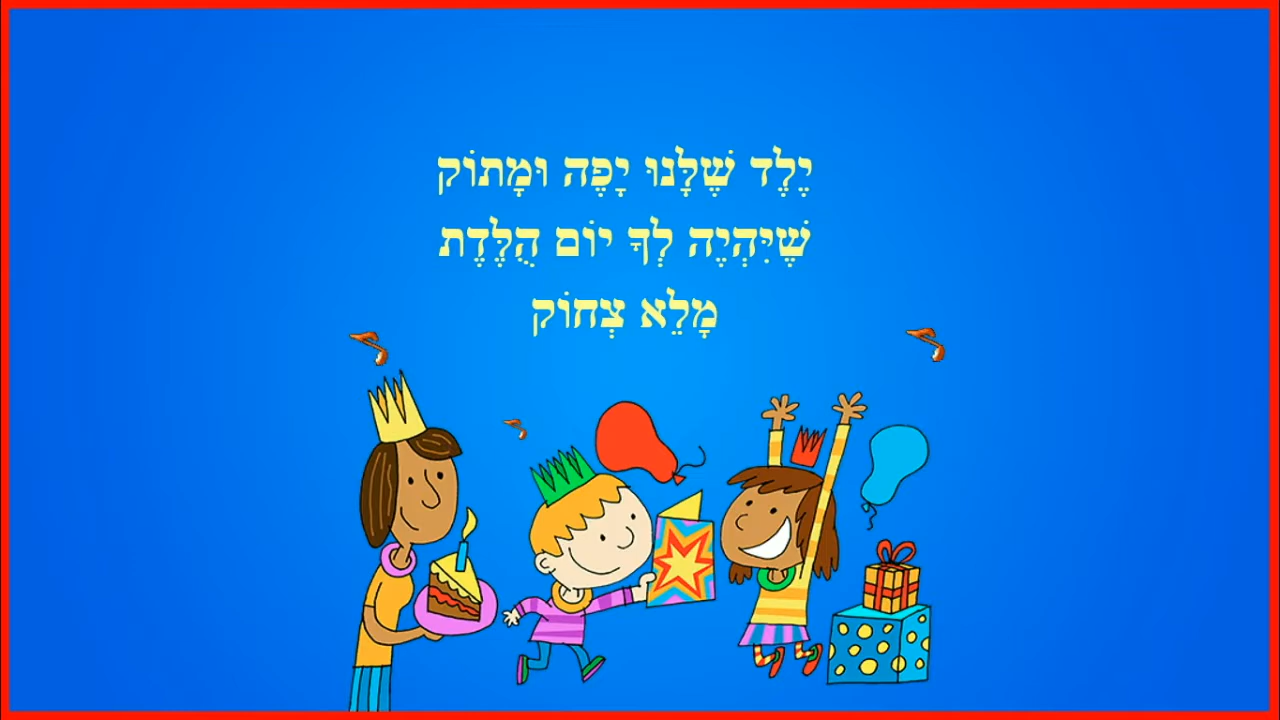 יֶלֶד שֶׁלָּנוּ יָפֶה וּמָתוֹק
שֶׁיִּהְיֶה לְךָ יוֹם הֻלֶּדֶת
מָלֵא צְחוֹק